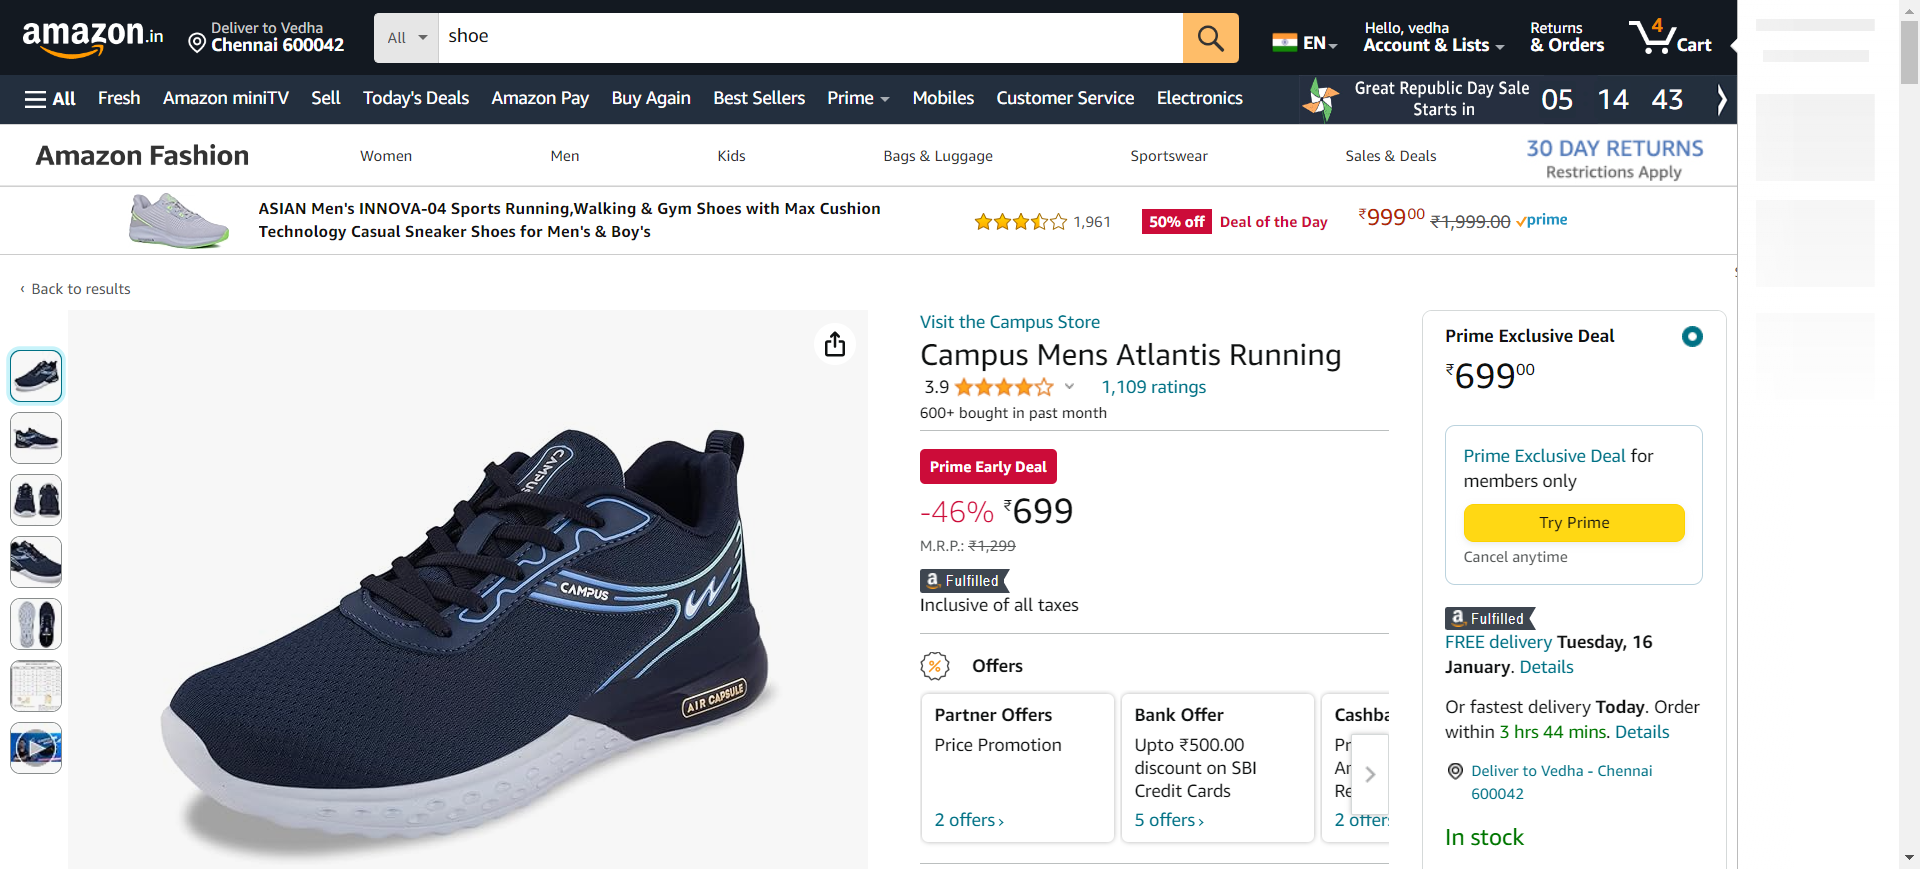 amazon.in
Deliver to Vedha
Chennai 600042
All
shoe
EN
Hello, vedha
Account & Lists
Returns
& Orders
4
Cart
All
Fresh
Amazon miniTV
Sell
Today's Deals
Amazon Pay
Buy Again
Best Sellers
Prime
Mobiles
Customer Service
Electronics
Great Republic Day Sale
Starts in
05 14 43
Amazon Fashion
Women
Men
Kids
Bags & Luggage
Sportswear
Sales & Deals
30 DAY RETURNS
Restrictions Apply
ASIAN Men's INNOVA-04 Sports Running,Walking & Gym Shoes with Max Cushion
Technology Casual Sneaker Shoes for Men's & Boy's
1,961
50% off
Deal of the Day
₹99900
₹1,999.00
prime
‹ Back to results
CAMPUS
CAMPUS
AIR CAPSULE
Visit the Campus Store
Campus Mens Atlantis Running
3.9
1,109 ratings
600+ bought in past month
Prime Early Deal
-46% ₹699
M.R.P.: ₹1,299
a Fulfilled
Inclusive of all taxes
% Offers
Partner Offers
Price Promotion
2 offers ›
Bank Offer
Upto ₹500.00
discount on SBI
Credit Cards
5 offers ›
Cashba
Pr
Ar
Re
2 offers
Prime Exclusive Deal
₹69900
Prime Exclusive Deal for
members only
Try Prime
Cancel anytime
a Fulfilled
FREE delivery Tuesday, 16
January. Details
Or fastest delivery Today. Order
within 3 hrs 44 mins. Details
Deliver to Vedha - Chennai
600042
In stock